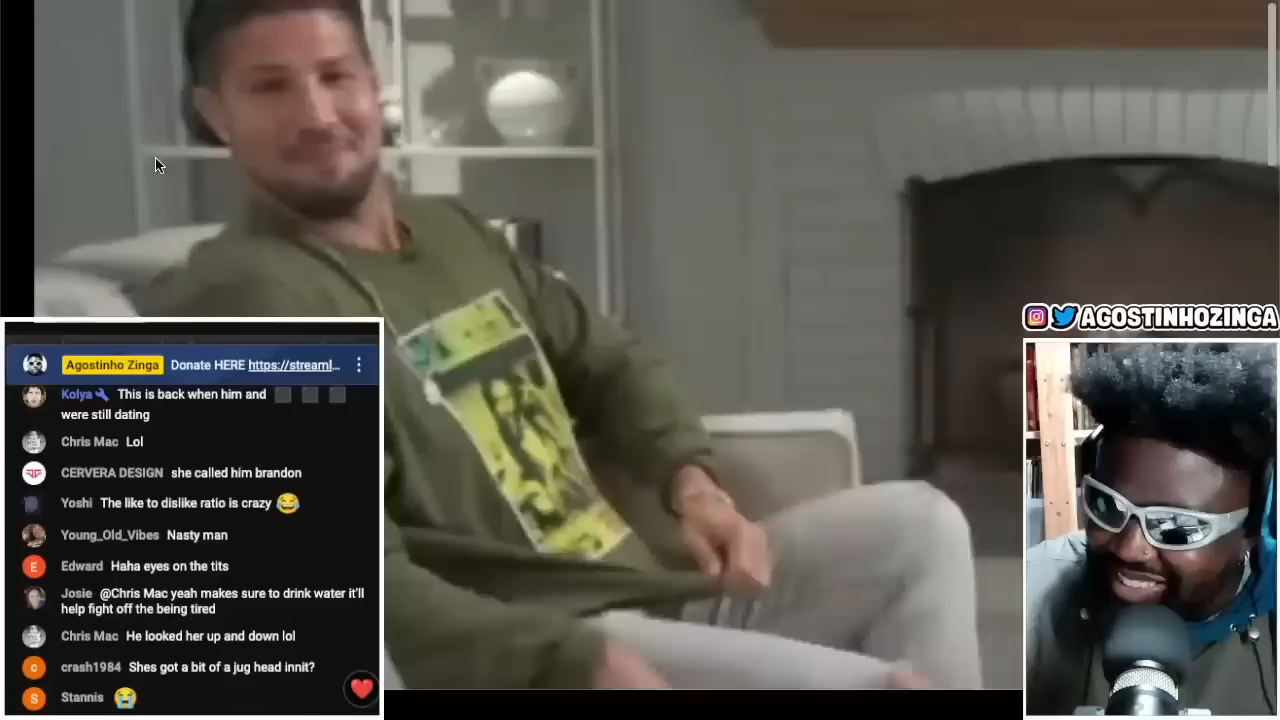 AGOSTINHOZINGA
Agostinho Zinga Donate HERE https://streaml...
Kolya This is back when him and
were still dating
Chris Mac Lol
CERVERA DESIGN she called him brandon
Yoshi The like to dislike ratio is crazy 😂
Young_Old_Vibes Nasty man
E Edward Haha eyes on the tits
Josie @Chris Mac yeah makes sure to drink water it'll
help fight off the being tired
Chris Mac He looked her up and down lol
c crash1984 Shes got a bit of a jug head innit?
S Stannis 😭